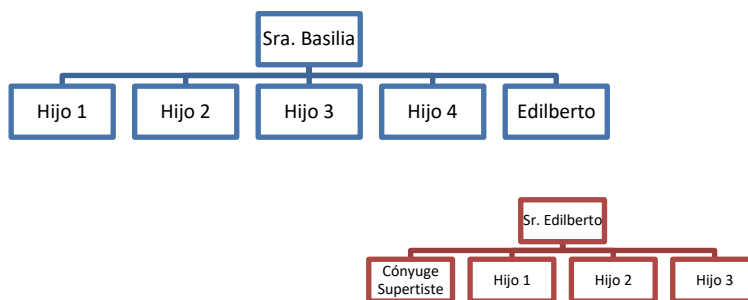 Sra. Basilia
Hijo 1
Hijo 2
Hijo 3
Hijo 4
Edilberto
Sr. Edilberto
Cónyuge
Supertiste
Hijo 1
Hijo 2
Hijo 3